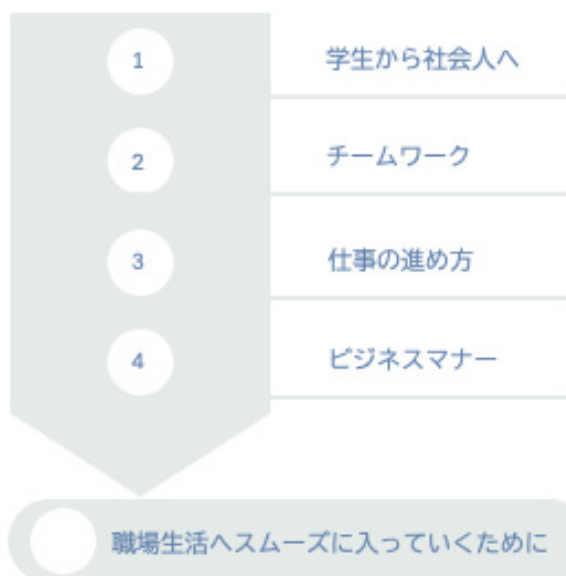 1 学生から社会人へ
2 チームワーク
3 仕事の進め方
4 ビジネスマナー
職場生活へスムーズに入っていくために